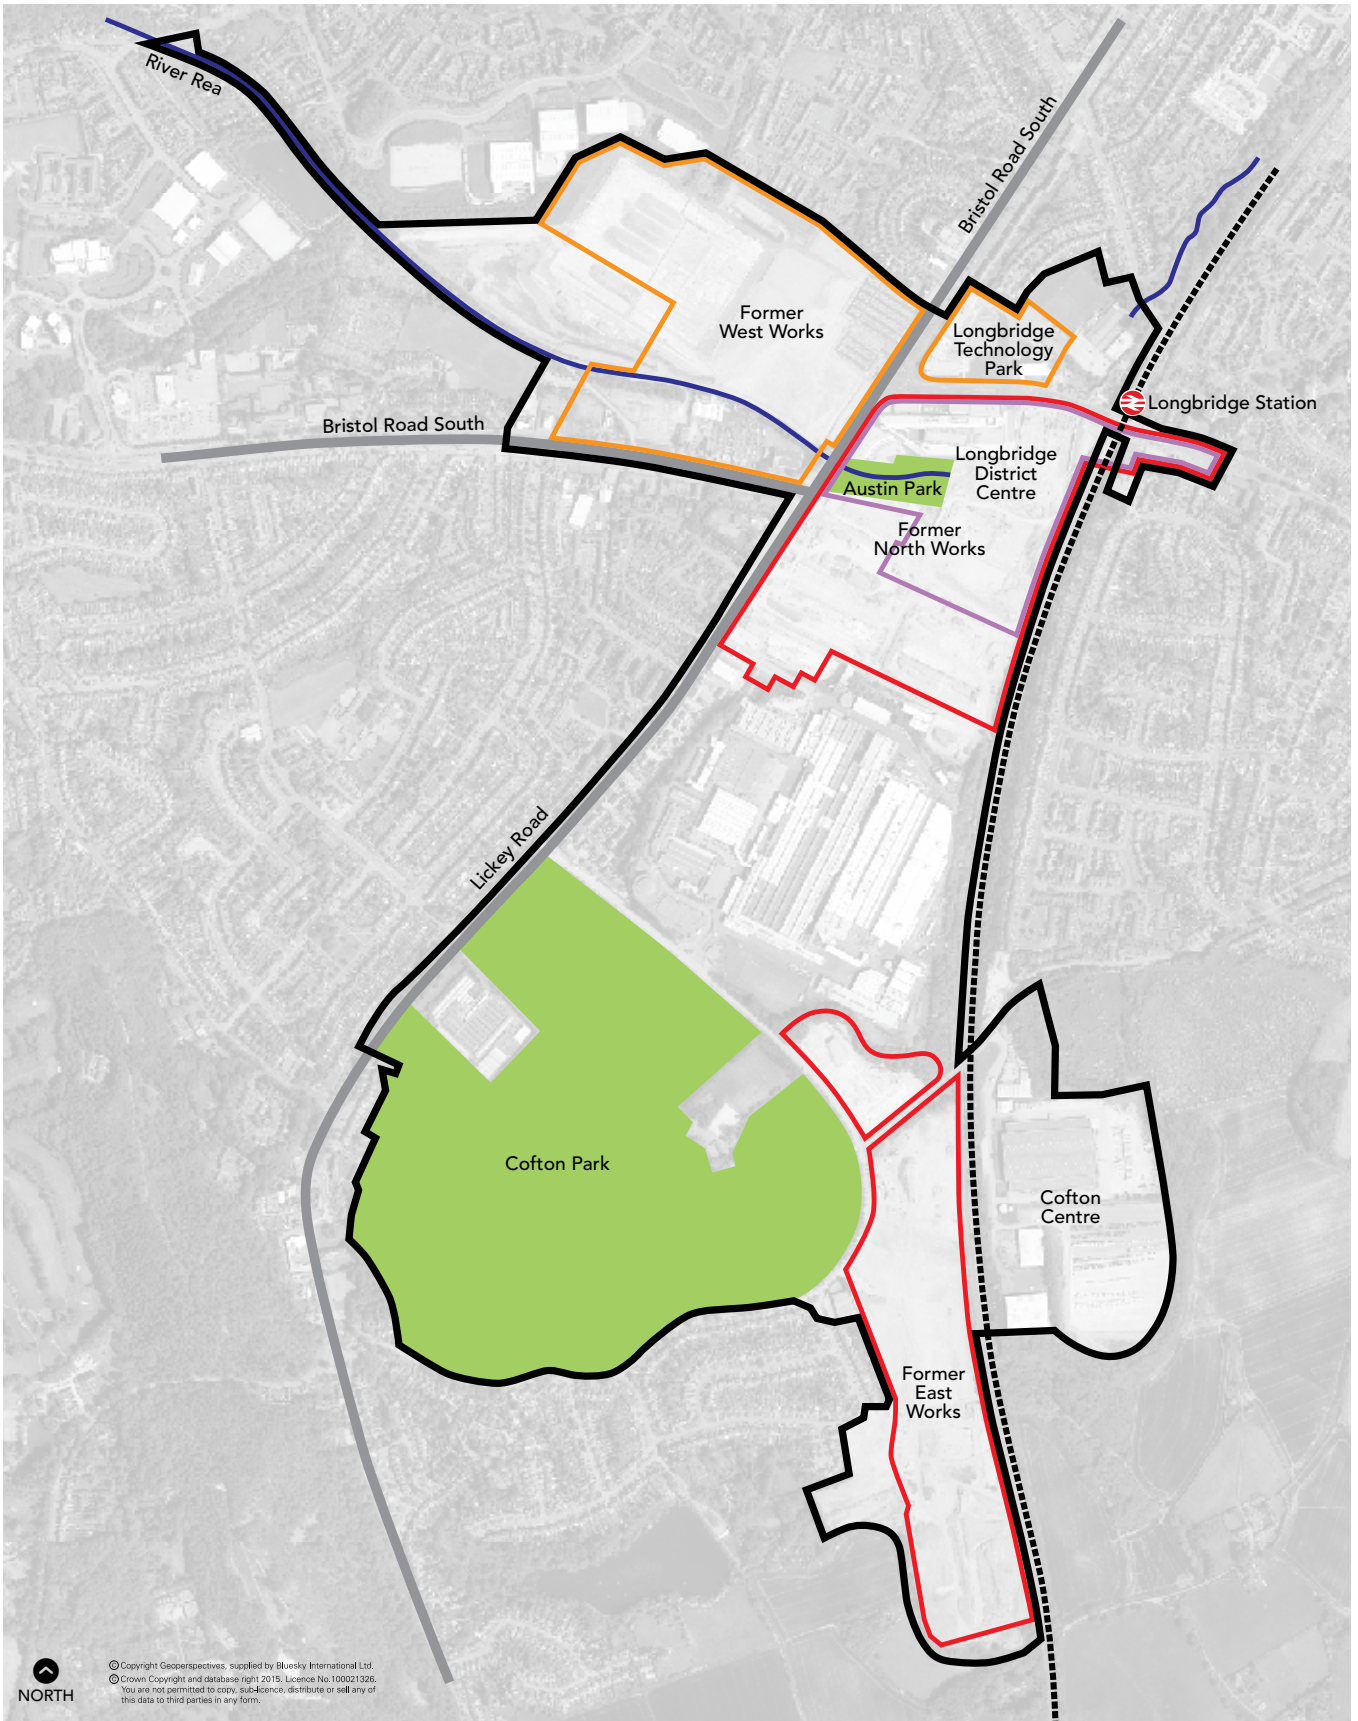 River Rea
Bristol Road South
Former
West Works
Longbridge
Technology
Park
Longbridge Station
Bristol Road South
Longbridge
District
Centre
Austin Park
Former
North Works
Lickey Road
Cofton Park
Cofton
Centre
Former
East
Works
NORTH
© Copyright Geoperspectives, supplied by Bluesky International Ltd.
© Crown Copyright and database right 2015. Licence No.100021326.
You are not permitted to copy, sub-licence, distribute or sell any of
this data to third parties in any form.